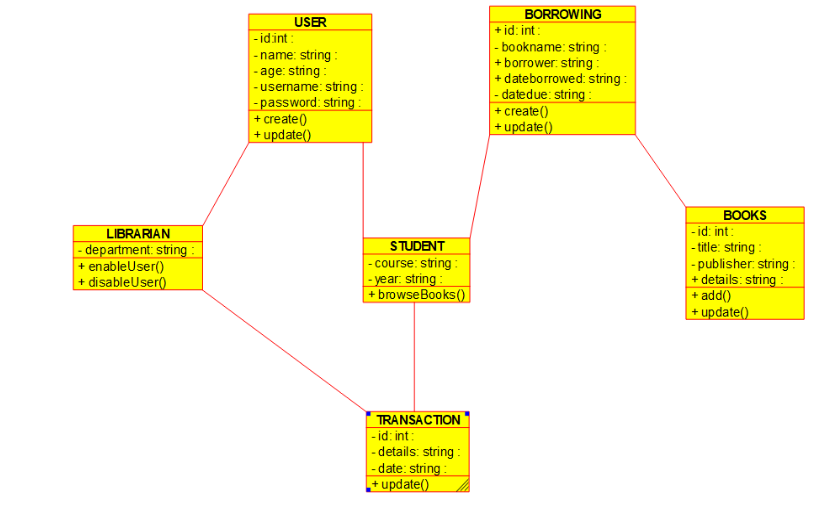 USER
- id:int :
- name: string :
- age: string :
- username: string :
- password: string :
+ create()
+ update()
BORROWING
+ id: int :
- bookname: string :
+ borrower: string :
+ dateborrowed: string :
- datedue: string :
+ create()
+ update()
LIBRARIAN
- department: string :
+ enableUser()
+ disableUser()
STUDENT
- course: string :
- year: string :
+ browseBooks()
BOOKS
- id: int :
- title: string :
- publisher: string :
+ details: string :
+ add()
+ update()
TRANSACTION
- id: int :
- details: string :
- date: string :
+ update()